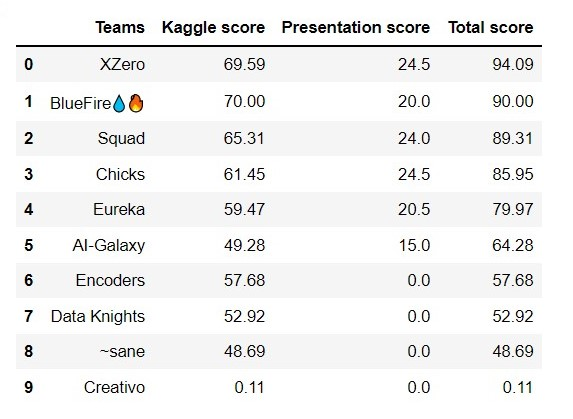 Teams Kaggle score Presentation score Total score
0 XZero 69.59 24.5 94.09
1 BlueFire💧🔥 70.00 20.0 90.00
2 Squad 65.31 24.0 89.31
3 Chicks 61.45 24.5 85.95
4 Eureka 59.47 20.5 79.97
5 AI-Galaxy 49.28 15.0 64.28
6 Encoders 57.68 0.0 57.68
7 Data Knights 52.92 0.0 52.92
8 ~sane 48.69 0.0 48.69
9 Creativo 0.11 0.0 0.11